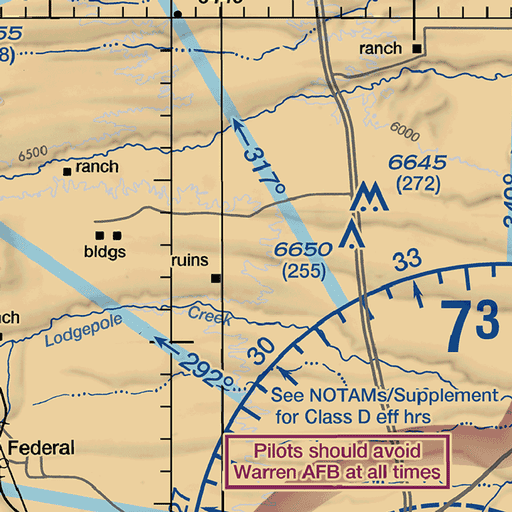 ranch
6500
ranch
6000
6645
(272)
317°
bldgs
ruins
6650
(255)
33
73
Lodgepole
Creek
30
292°
See NOTAMs/Supplement
for Class D eff hrs
Federal
Pilots should avoid
Warren AFB at all times
27